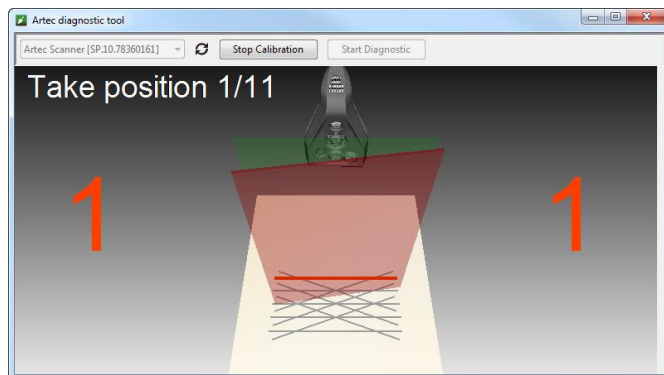 Artec diagnostic tool
Artec Scanner [SP.10.78360161] Stop Calibration Start Diagnostic
Take position 1/11
1 1